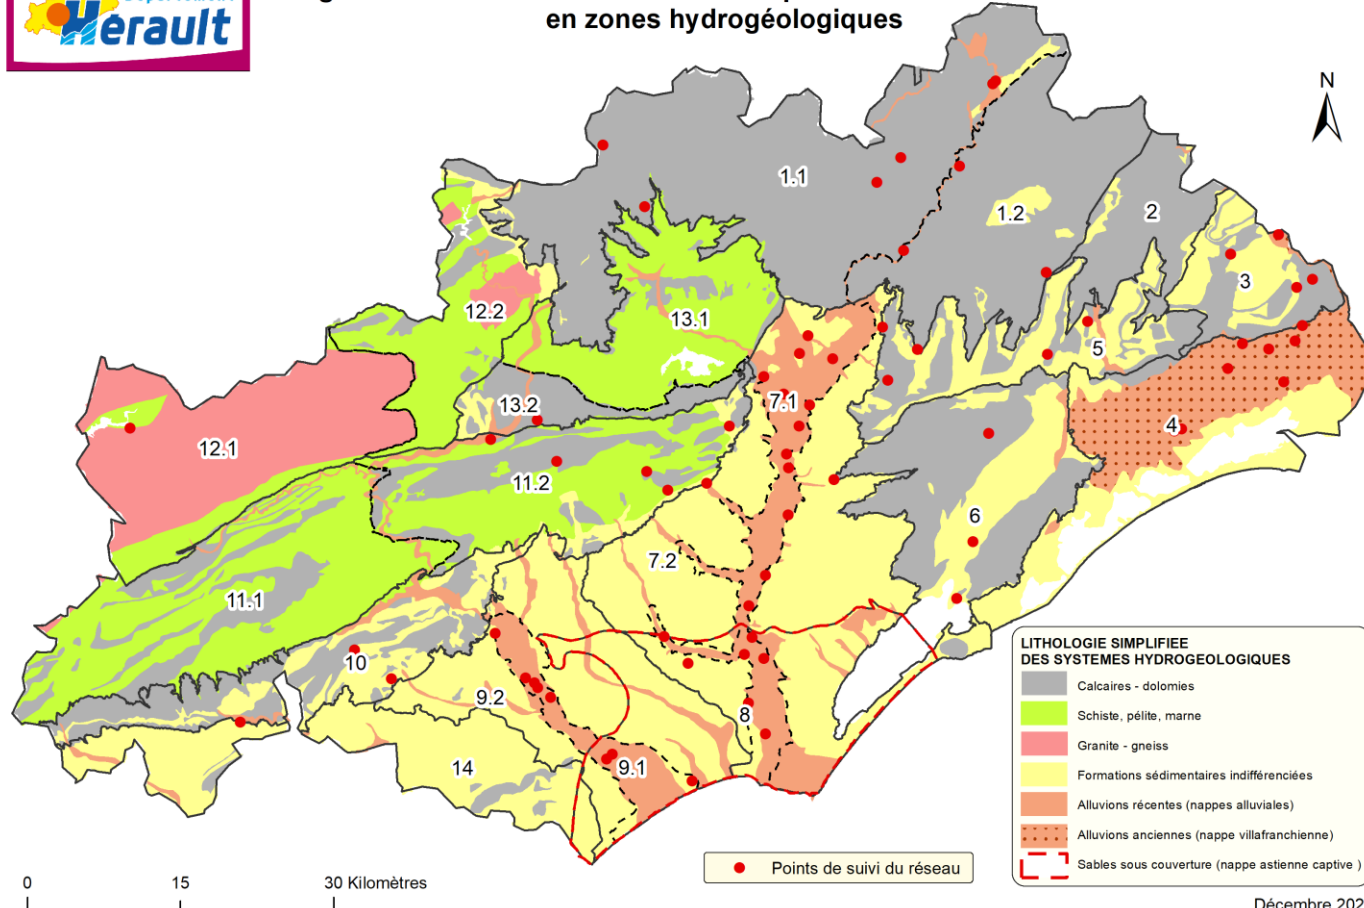 Hérault
en zones hydrogéologiques
N
1.1
1.2
2
3
12.2
13.1
5
13.2
7.1
4
12.1
11.2
6
7.2
11.1
10
9.2
8
14
9.1
LITHOLOGIE SIMPLIFIEE
DES SYSTEMES HYDROGEOLOGIQUES
Calcaires - dolomies
Schiste, pélite, marne
Granite - gneiss
Formations sédimentaires indifférenciées
Alluvions récentes (nappes alluviales)
Alluvions anciennes (nappe villafranchienne)
Sables sous couverture (nappe astienne captive )
Points de suivi du réseau
0 15 30 Kilomètres
Décembre 202